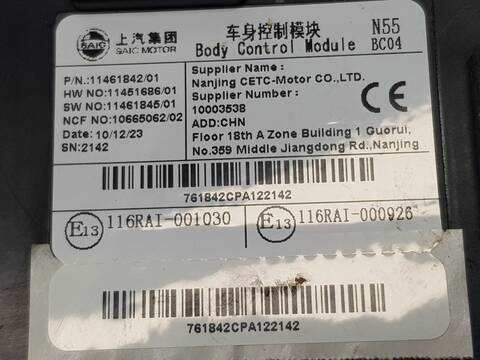 SAIC 上汽集团 车身控制模块 N55
SAIC MOTOR Body Control Module BC04
P/N:11461842/01
HW NO:11451686/01
SW NO:11461845/01
NCF NO:10665062/02
Date:10/12/23
SN:2142
Supplier Name:
Nanjing CETC-Motor CO.,LTD.
Supplier Number:
10003538
ADD:CHN
Floor 18th A Zone Building 1 Guorui,
No.359 Middle Jiangdong Rd.,Nanjing
CE
761842CPA122142
E13 116RAI-001030 E13 116RAI-000926
761842CPA122142